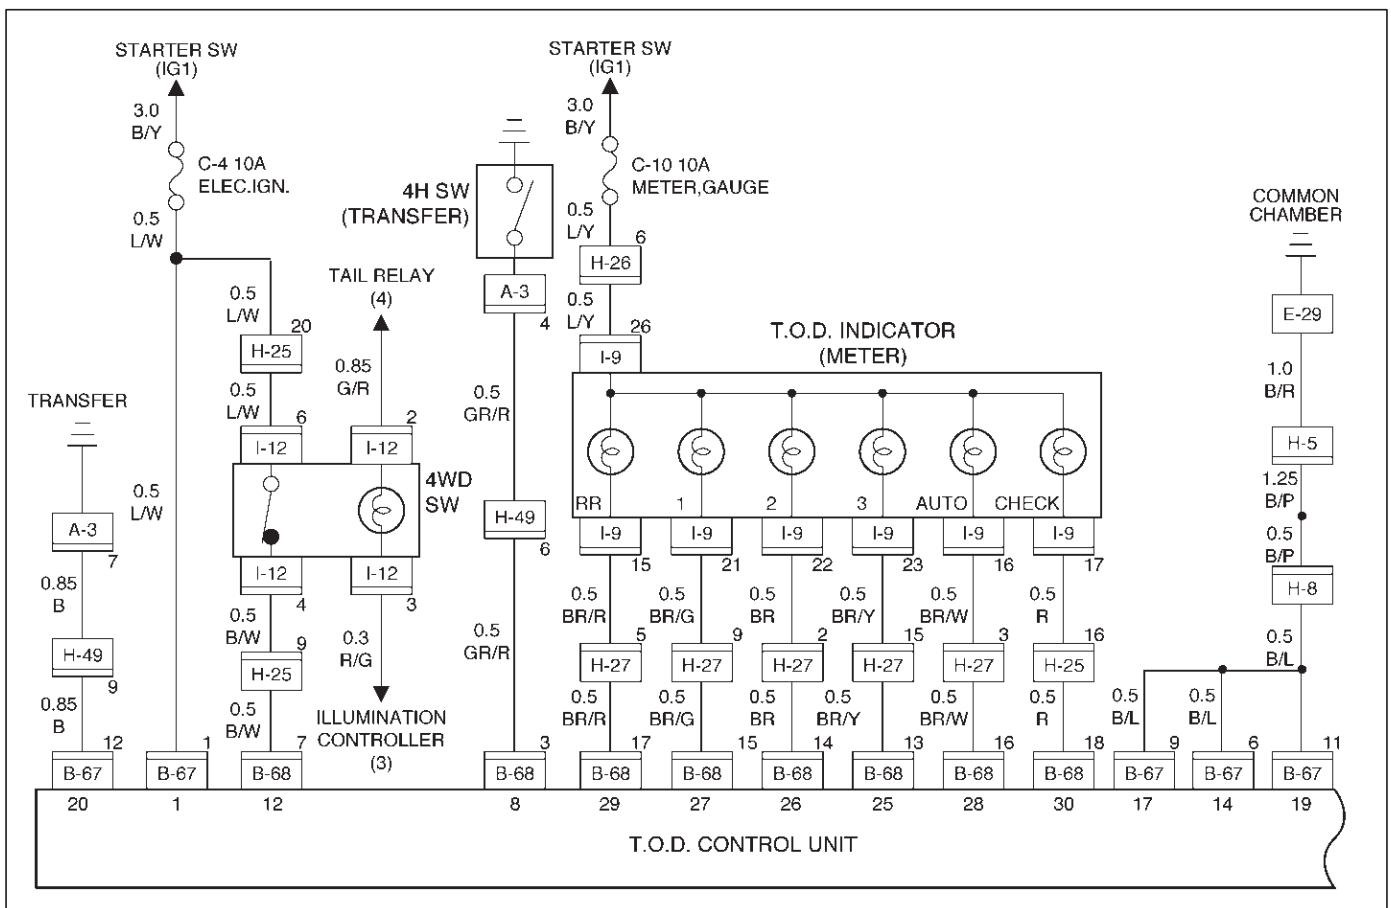 STARTER SW
(IG1)
STARTER SW
(IG1)
3.0
B/Y
3.0
B/Y
C-4 10A
ELEC.IGN.
C-10 10A
METER,GAUGE
4H SW
(TRANSFER)
COMMON
CHAMBER
0.5
L/W
0.5
L/Y
6
H-26
TAIL RELAY
(4)
A-3
4
0.5
L/W
0.5
L/Y
E-29
20
H-25
26
I-9
T.O.D. INDICATOR
(METER)
0.85
G/R
1.0
B/R
TRANSFER
0.5
L/W
0.5
GR/R
6
I-12
2
I-12
H-5
4WD
SW
1.25
B/P
0.5
L/W
RR
1
2
3
AUTO
CHECK
A-3
7
H-49
6
I-9
15
I-9
21
I-9
22
I-9
23
I-9
16
I-9
17
0.5
B/P
I-12
4
I-12
3
H-8
0.85
B
0.5
B/W
0.3
R/G
0.5
GR/R
0.5
BR/R
0.5
BR/G
0.5
BR
0.5
BR/Y
0.5
BR/W
0.5
R
0.5
B/L
H-49
9
9
H-25
5
H-27
9
H-27
2
H-27
15
H-27
3
H-27
16
H-25
0.85
B
0.5
B/W
ILLUMINATION
CONTROLLER
(3)
0.5
BR/R
0.5
BR/G
0.5
BR
0.5
BR/Y
0.5
BR/W
0.5
R
0.5
B/L
0.5
B/L
12
B-67
1
B-67
7
B-68
3
B-68
17
B-68
15
B-68
14
B-68
13
B-68
16
B-68
18
B-68
9
B-67
6
B-67
11
B-67
20
1
12
8
29
27
26
25
28
30
17
14
19
T.O.D. CONTROL UNIT